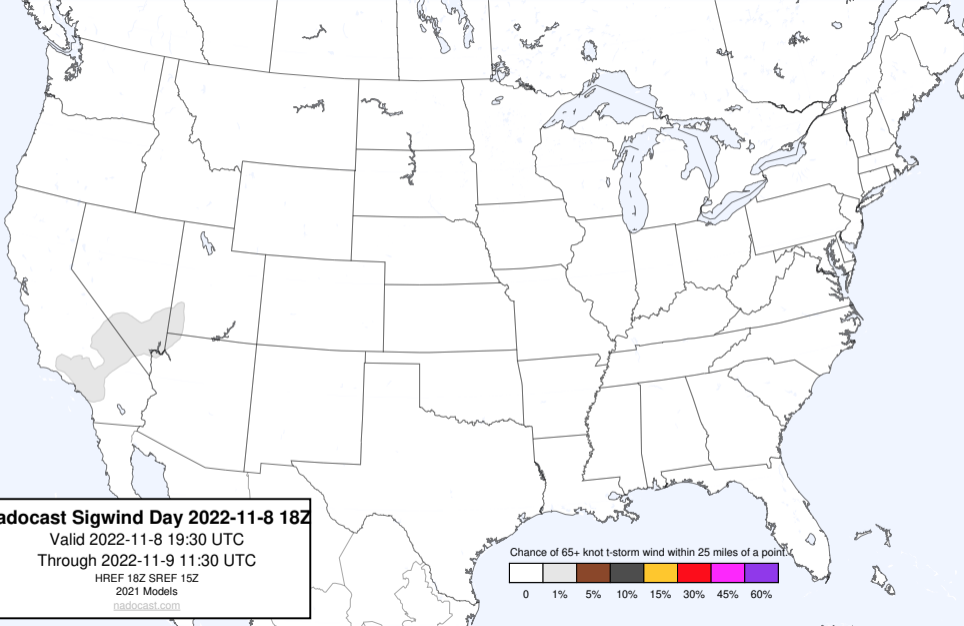 adocast Sigwind Day 2022-11-8 18Z
Valid 2022-11-8 19:30 UTC
Through 2022-11-9 11:30 UTC
HREF 18Z SREF 15Z
2021 Models
nadocast.com
Chance of 65+ knot t-storm wind within 25 miles of a point.
0 1% 5% 10% 15% 30% 45% 60%